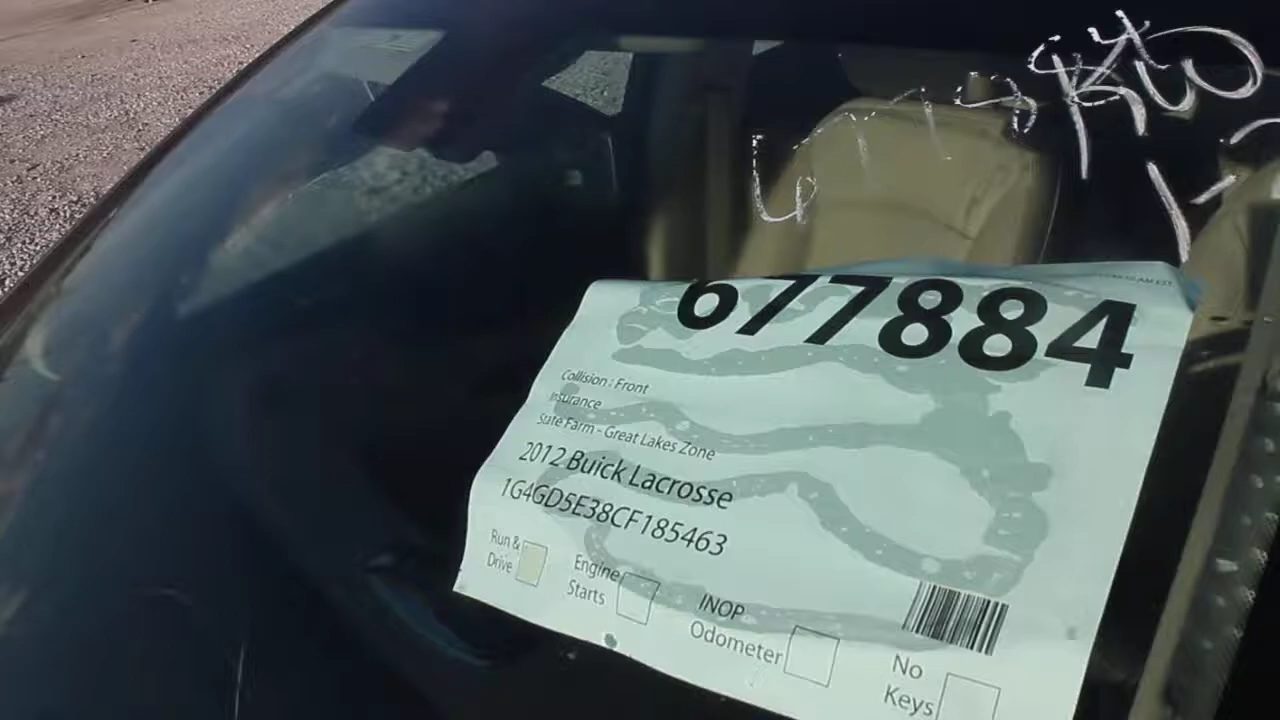 677884
Collision : Front
Insurance
State Farm - Great Lakes Zone
2012 Buick Lacrosse
1G4GD5E38CF185463
Run & Drive
Engine Starts
INOP Odometer
No Keys